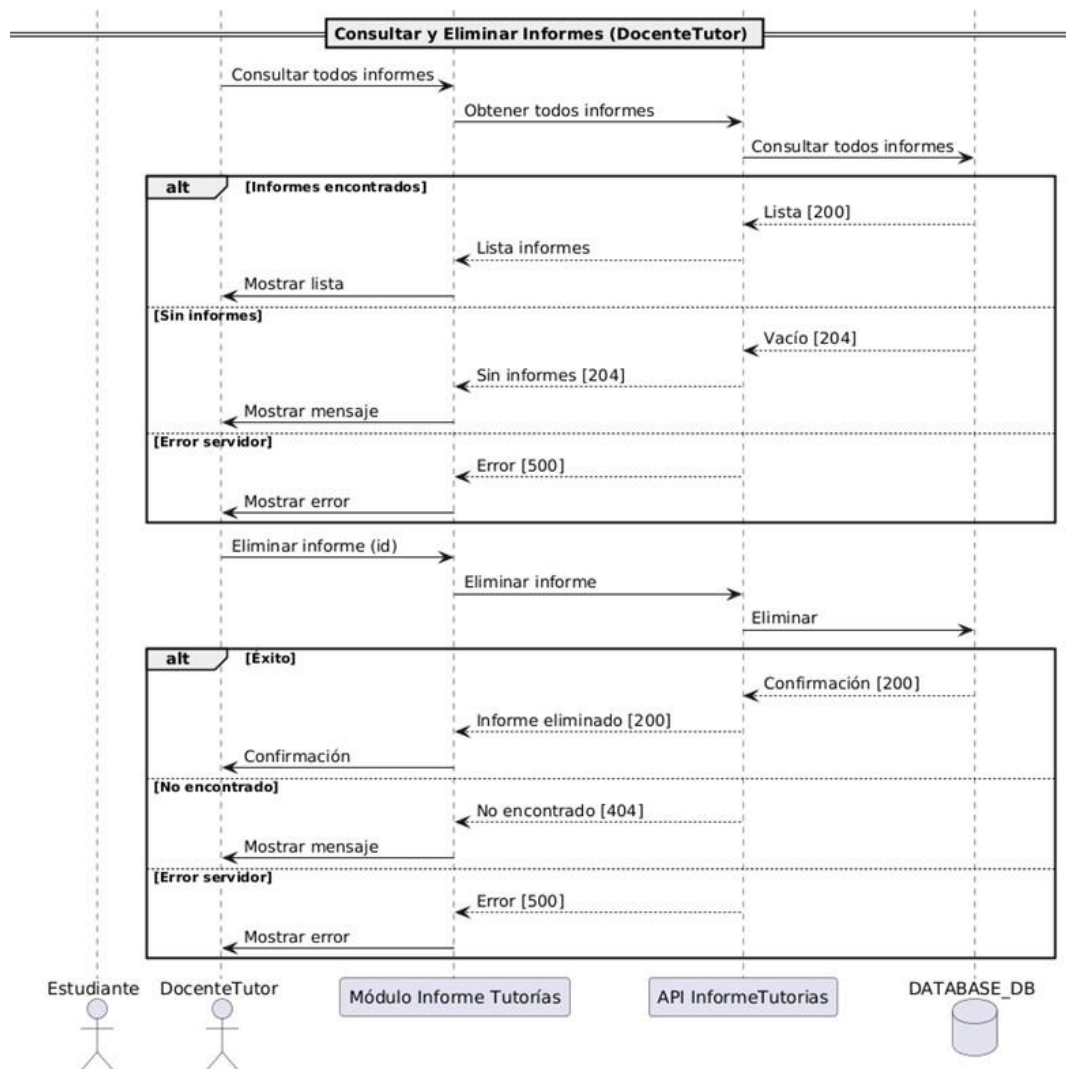 Consultar y Eliminar Informes (DocenteTutor)
Consultar todos informes
Obtener todos informes
Consultar todos informes
alt [Informes encontrados]
Lista [200]
Lista informes
Mostrar lista
[Sin informes]
Vacío [204]
Sin informes [204]
Mostrar mensaje
[Error servidor]
Error [500]
Mostrar error
Eliminar informe (id)
Eliminar informe
Eliminar
alt [Éxito]
Confirmación [200]
Informe eliminado [200]
Confirmación
[No encontrado]
No encontrado [404]
Mostrar mensaje
[Error servidor]
Error [500]
Mostrar error
Estudiante DocenteTutor Módulo Informe Tutorías API InformeTutorias DATABASE_DB